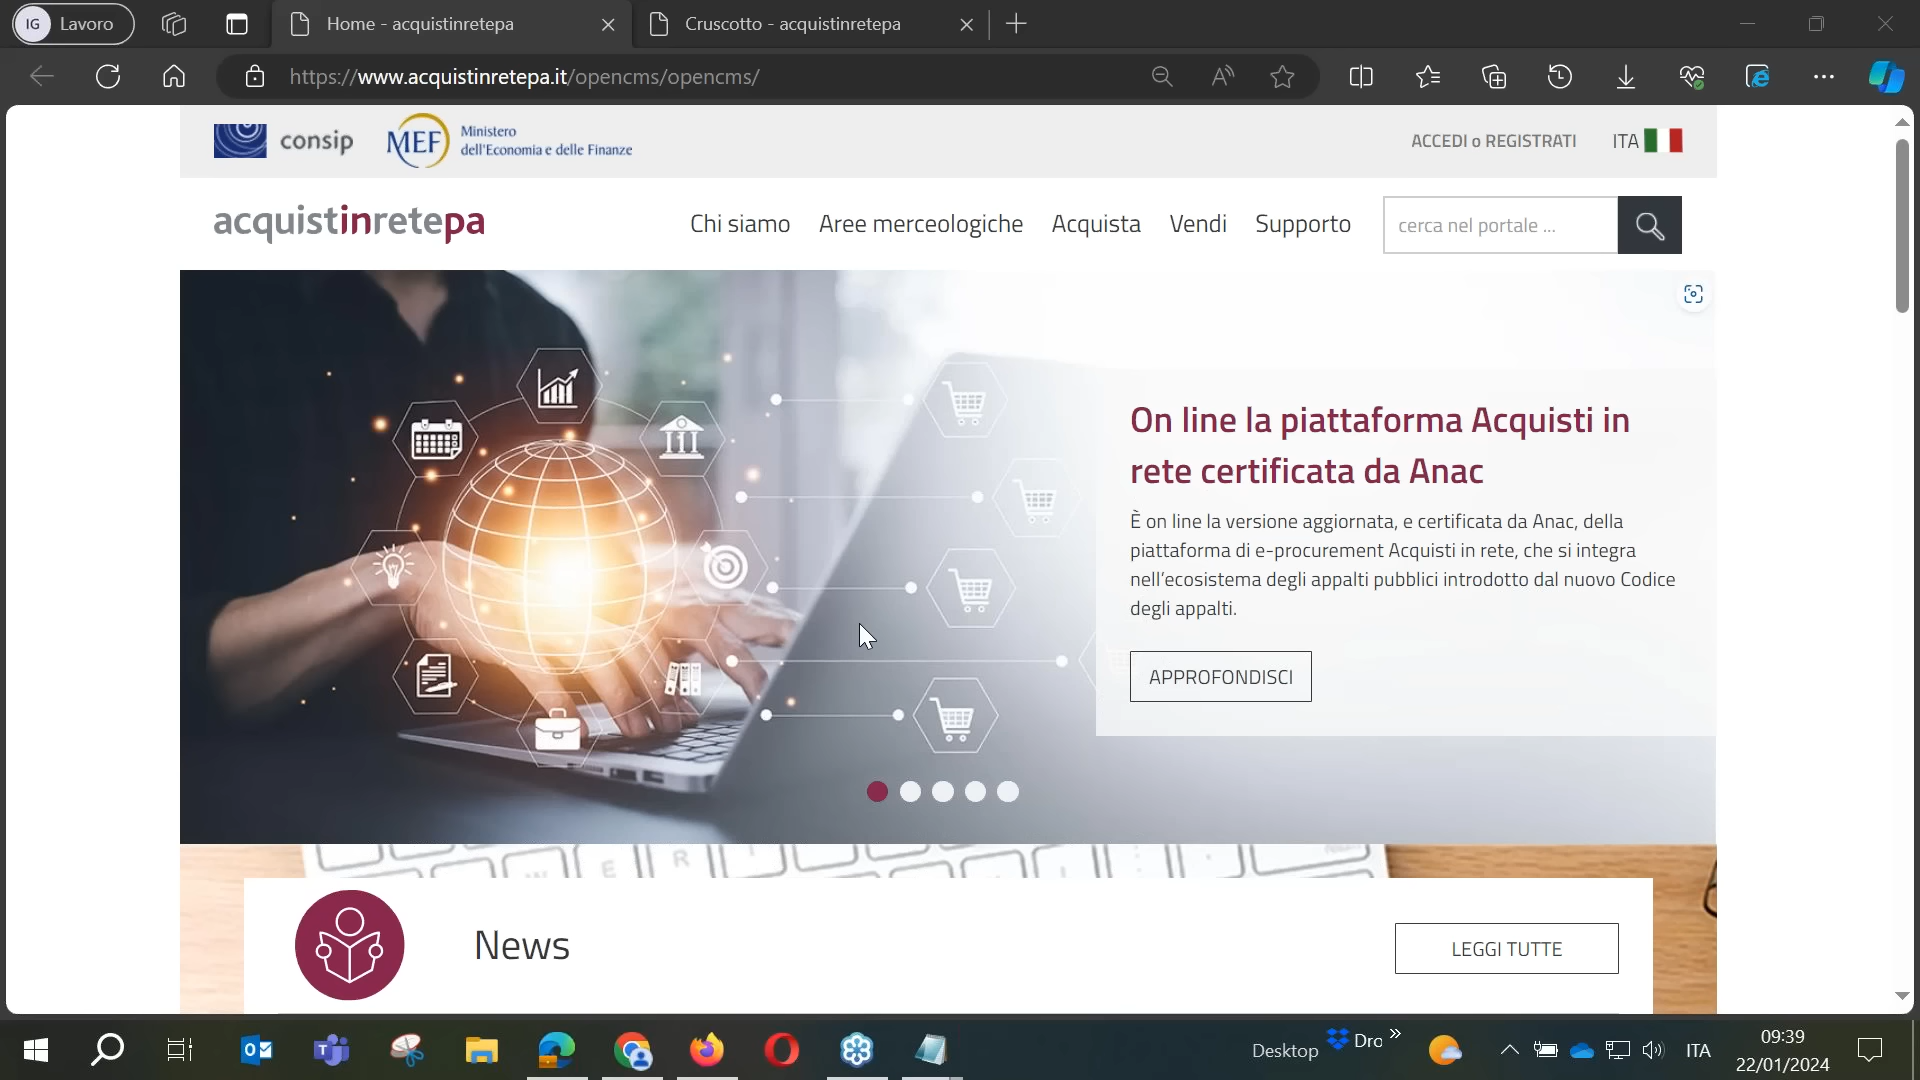 IG Lavoro
Home - acquistinretepa
Cruscotto - acquistinretepa
https://www.acquistinretepa.it/opencms/opencms/
consip
MEF Ministero
dell'Economia e delle Finanze
ACCEDI o REGISTRATI
ITA
acquistinretepa
Chi siamo
Aree merceologiche
Acquista
Vendi
Supporto
cerca nel portale ...
On line la piattaforma Acquisti in
rete certificata da Anac
È on line la versione aggiornata, e certificata da Anac, della
piattaforma di e-procurement Acquisti in rete, che si integra
nell'ecosistema degli appalti pubblici introdotto dal nuovo Codice
degli appalti.
APPROFONDISCI
News
LEGGI TUTTE
Desktop
Dro
ITA
09:39
22/01/2024